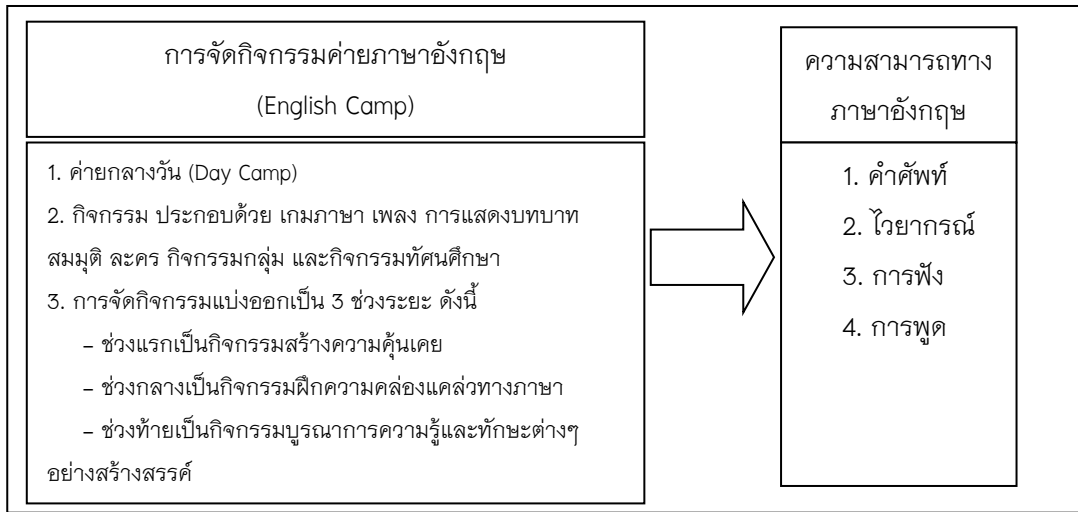 การจัดกิจกรรมค่ายภาษาอังกฤษ
(English Camp)
1. ค่ายกลางวัน (Day Camp)
2. กิจกรรม ประกอบด้วย เกมภาษา เพลง การแสดงบทบาท
สมมุติ ละคร กิจกรรมกลุ่ม และกิจกรรมทัศนศึกษา
3. การจัดกิจกรรมแบ่งออกเป็น 3 ช่วงระยะ ดังนี้
– ช่วงแรกเป็นกิจกรรมสร้างความคุ้นเคย
– ช่วงกลางเป็นกิจกรรมฝึกความคล่องแคล่วทางภาษา
– ช่วงท้ายเป็นกิจกรรมบูรณาการความรู้และทักษะต่างๆ
อย่างสร้างสรรค์
ความสามารถทาง
ภาษาอังกฤษ
1. คำศัพท์
2. ไวยากรณ์
3. การฟัง
4. การพูด